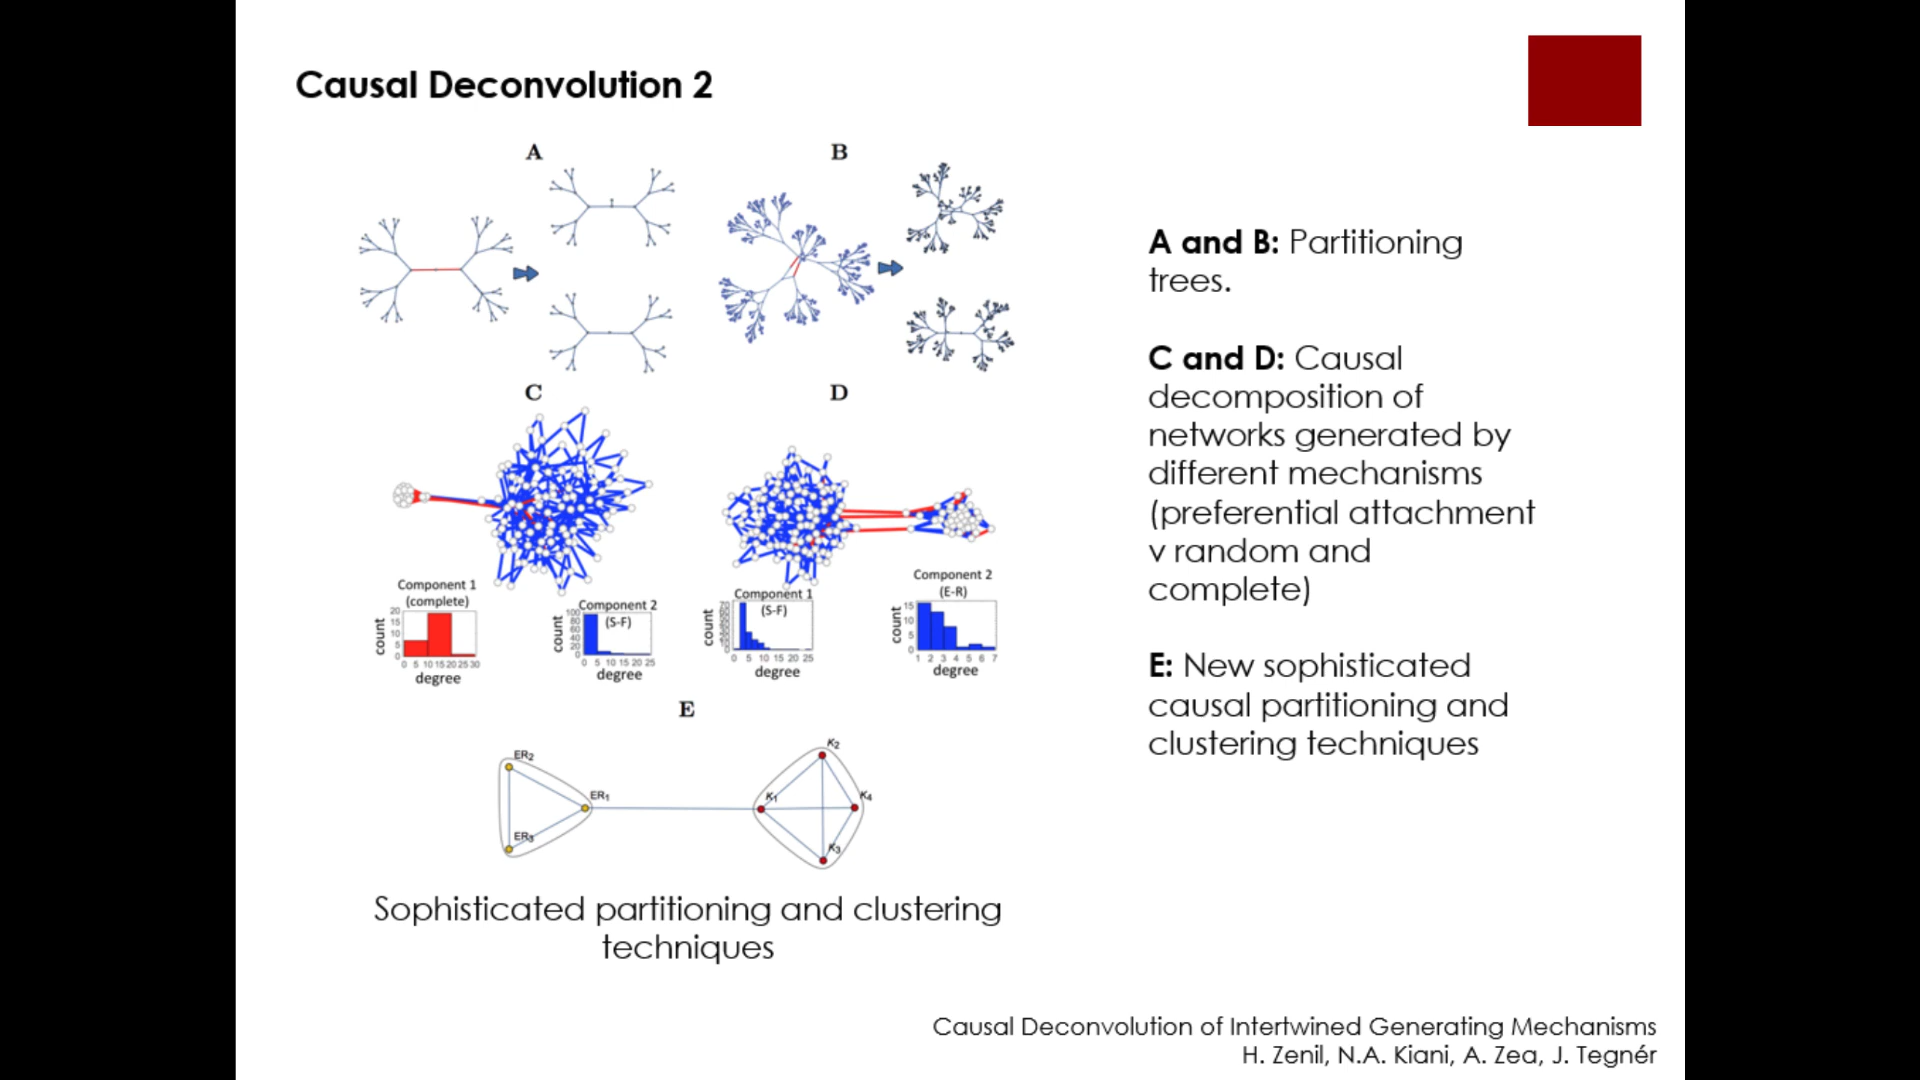 Causal Deconvolution 2
A
B
C
D
Component 1
(complete)
20
15
10
5
0
count
0 5 10 15 20 25 30
degree
Component 2
(S-F)
100
80
60
40
20
0
count
0 5 10 15 20 25
degree
Component 1
(S-F)
count
0 5 10 15 20 25
degree
Component 2
(E-R)
15
10
5
0
count
1 2 3 4 5 6 7
degree
E
ER2
ER1
ER3
K2
K1
K4
K3
Sophisticated partitioning and clustering
techniques
A and B: Partitioning
trees.
C and D: Causal
decomposition of
networks generated by
different mechanisms
(preferential attachment
v random and
complete)
E: New sophisticated
causal partitioning and
clustering techniques
Causal Deconvolution of Intertwined Generating Mechanisms
H. Zenil, N.A. Kiani, A. Zea, J. Tegnér